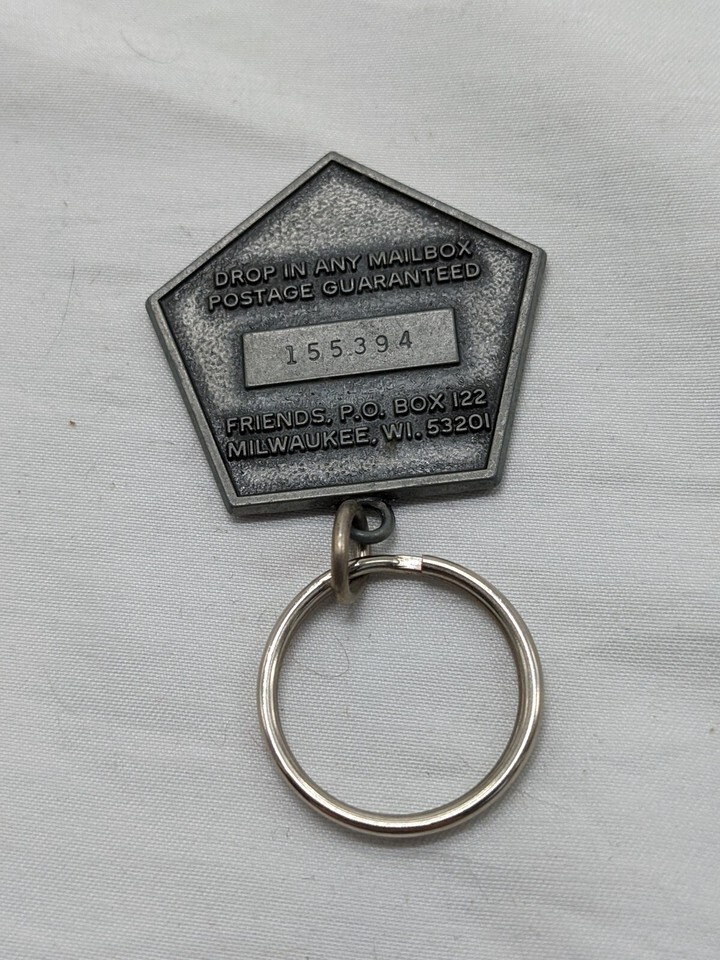 DROP IN ANY MAILBOX
POSTAGE GUARANTEED
155394
FRIENDS, P.O. BOX 122
MILWAUKEE, WI. 53201